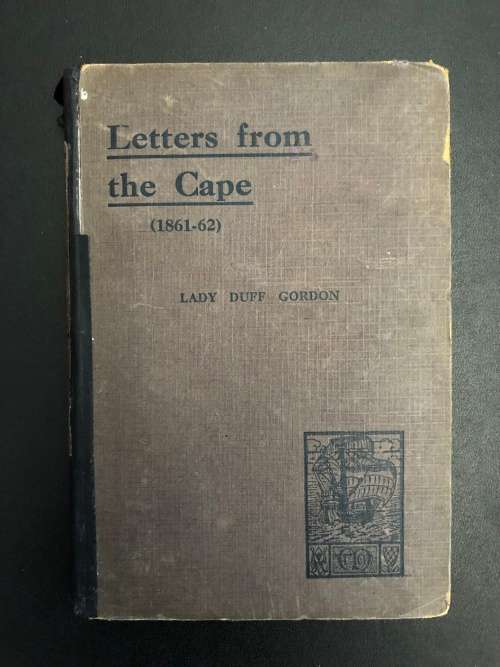 Letters from
the Cape
(1861-62)
LADY DUFF GORDON